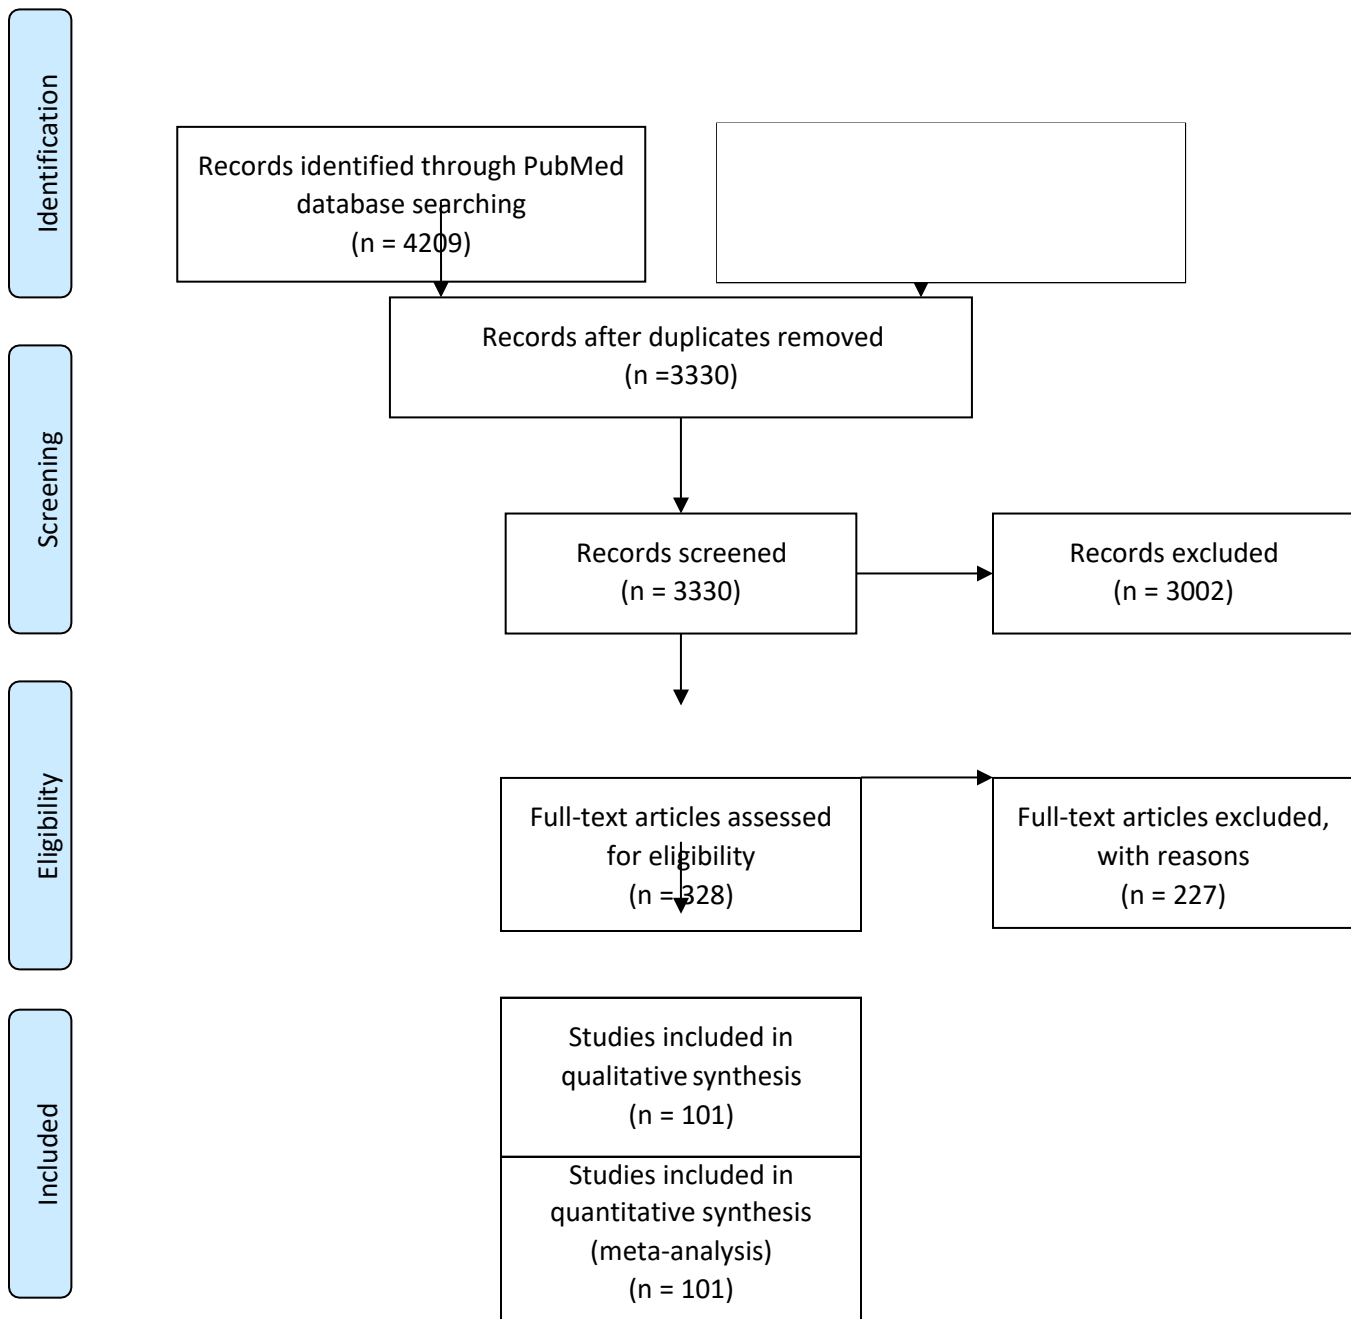 Identification
Records identified through PubMed
database searching
(n = 4209)
Records after duplicates removed
(n =3330)
Screening
Records screened
(n = 3330)
Records excluded
(n = 3002)
Eligibility
Full-text articles assessed
for eligibility
(n = 328)
Full-text articles excluded,
with reasons
(n = 227)
Included
Studies included in
qualitative synthesis
(n = 101)
Studies included in
quantitative synthesis
(meta-analysis)
(n = 101)